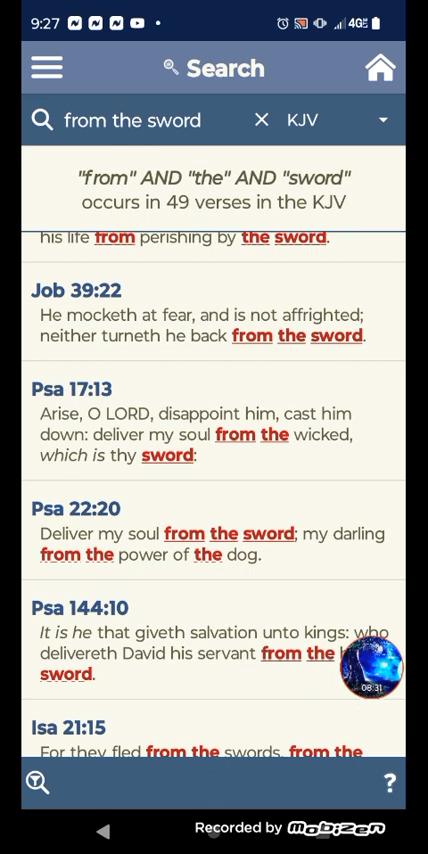 9:27
4G
Search
from the sword
KJV
"from" AND "the" AND "sword"
occurs in 49 verses in the KJV
his life from perishing by the sword.
Job 39:22
He mocketh at fear, and is not affrighted;
neither turneth he back from the sword.
Psa 17:13
Arise, O LORD, disappoint him, cast him
down: deliver my soul from the wicked,
which is thy sword:
Psa 22:20
Deliver my soul from the sword; my darling
from the power of the dog.
Psa 144:10
It is he that giveth salvation unto kings: who
delivereth David his servant from the
sword.
08:31
Isa 21:15
For they fled from the swords, from the
?
Recorded by Mobizen